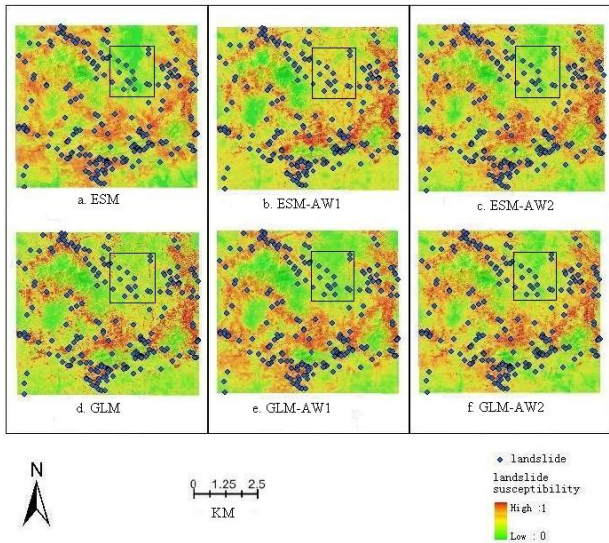 a. ESM
b. ESM-AW1
c. ESM-AW2
d. GLM
e. GLM-AW1
f. GLM-AW2
N
0 1.25 2.5
KM
landslide
landslide
susceptibility
High :1
Low : 0